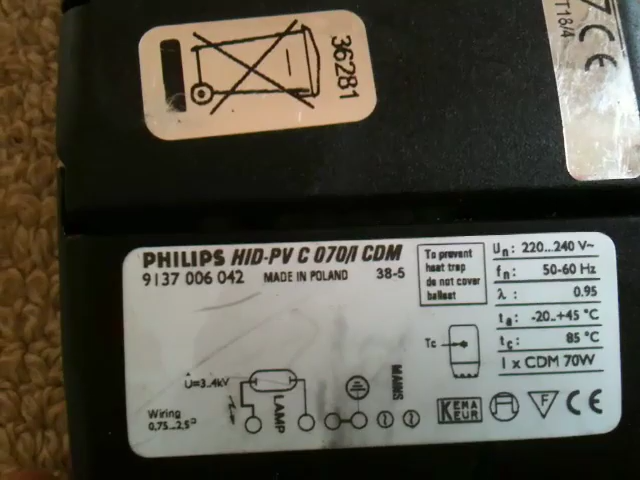 36281
T18/4
CE
PHILIPS HID-PV C 070/I CDM
9137 006 042 MADE IN POLAND 38-5
To prevent
heat trap
do not cover
ballast
Un: 220...240 V~
fn: 50-60 Hz
λ: 0.95
ta: -20..+45 °C
tc: 85 °C
1 x CDM 70W
Tc
U=3.4kV
LAMP
MAINS
Wiring
0,75...2,5□
KEMA
KEUR
F
CE